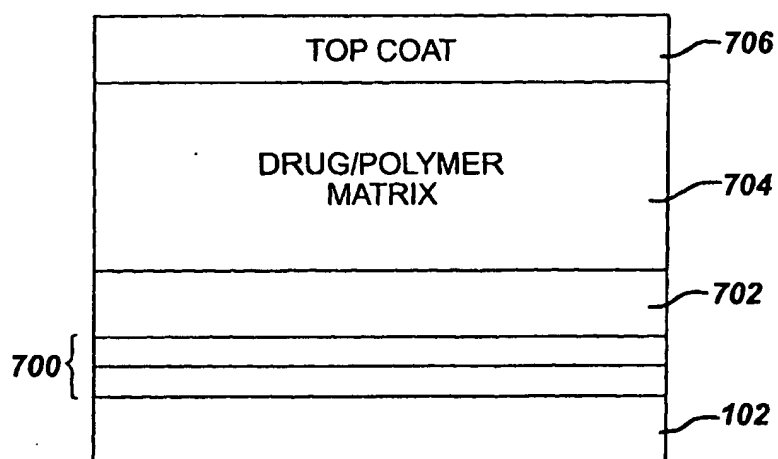 TOP COAT
706
DRUG/POLYMER
MATRIX
704
702
700
102